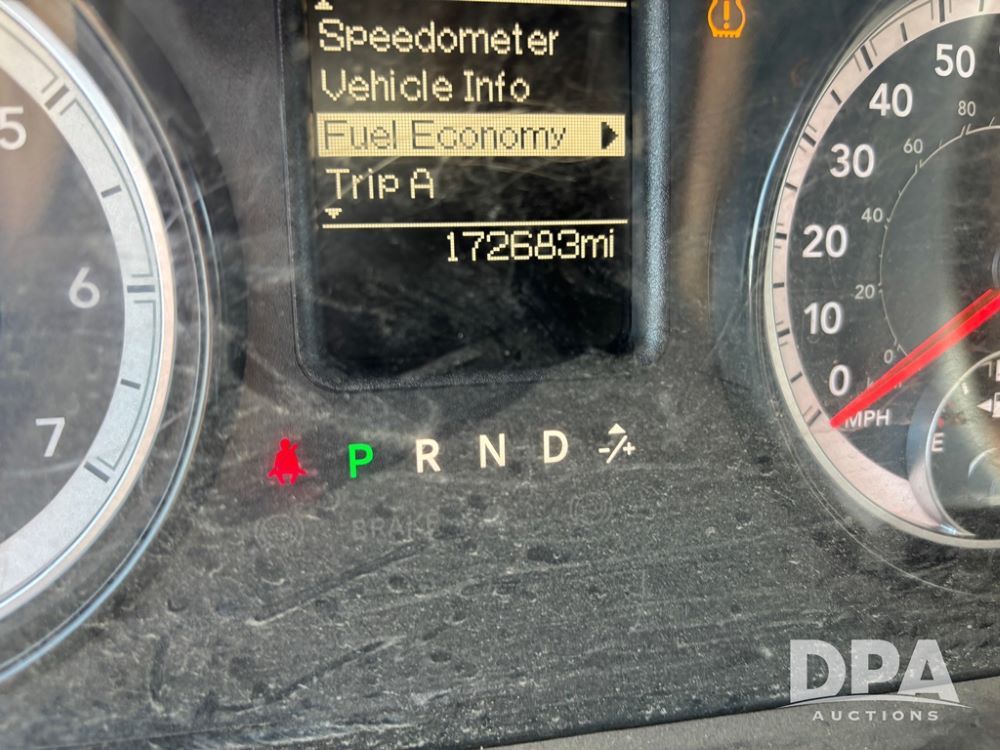 Speedometer
Vehicle Info
Fuel Economy
Trip A
172683mi
5
6
7
50
40
30
20
10
0
80
60
40
20
0
MPH
E
P R N D -/+
BRAKE
DPA
AUCTIONS